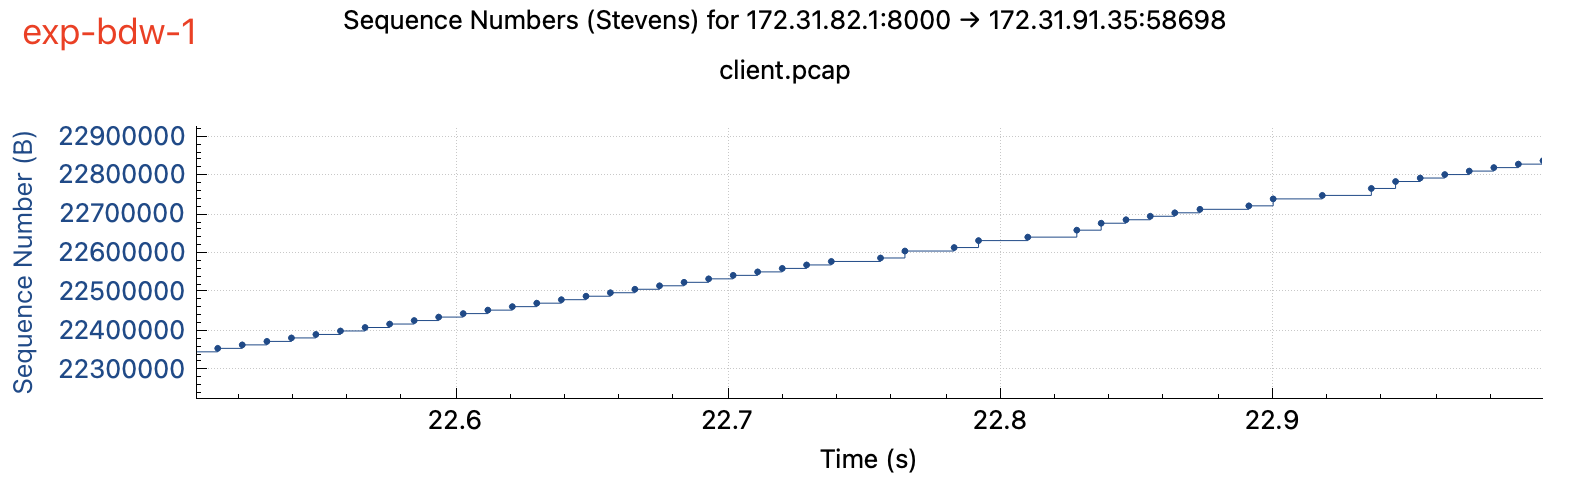 exp-bdw-1
Sequence Numbers (Stevens) for 172.31.82.1:8000 → 172.31.91.35:58698
client.pcap
Sequence Number (B)
22900000
22800000
22700000
22600000
22500000
22400000
22300000
22.6 22.7 22.8 22.9
Time (s)